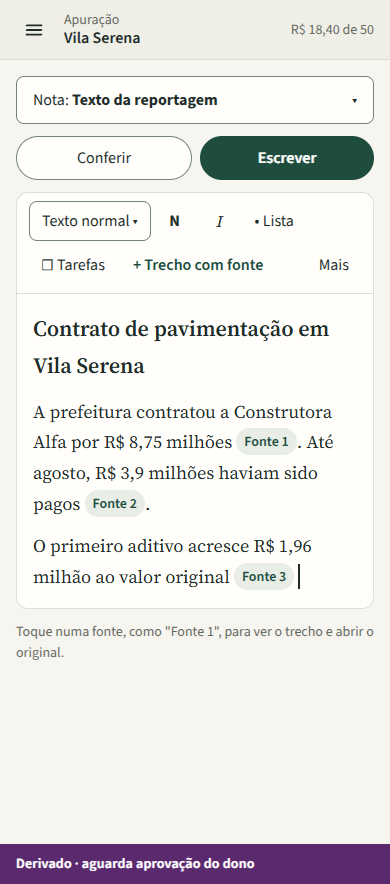 Apuração
Vila Serena
R$ 18,40 de 50
Nota: Texto da reportagem
Conferir
Escrever
Texto normal
N
I
• Lista
Tarefas
+ Trecho com fonte
Mais
Contrato de pavimentação em
Vila Serena
A prefeitura contratou a Construtora
Alfa por R$ 8,75 milhões Fonte 1. Até
agosto, R$ 3,9 milhões haviam sido
pagos Fonte 2.
O primeiro aditivo acresce R$ 1,96
milhão ao valor original Fonte 3
Toque numa fonte, como "Fonte 1", para ver o trecho e abrir o
original.
Derivado · aguarda aprovação do dono